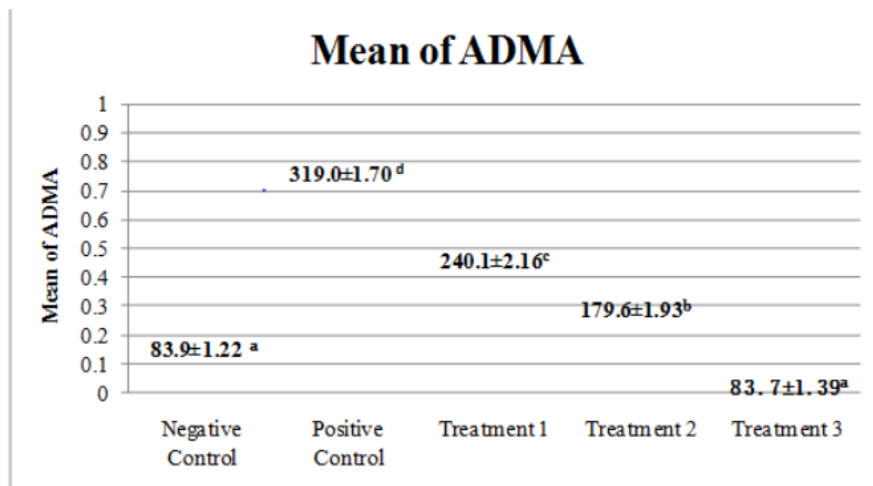 Mean of ADMA
Mean of ADMA
1
0.9
0.8
0.7
0.6
0.5
0.4
0.3
0.2
0.1
0
319.0±1.70 d
240.1±2.16c
179.6±1.93b
83.9±1.22 a
83.7±1.39a
Negative Control
Positive Control
Treatment 1
Treatment 2
Treatment 3